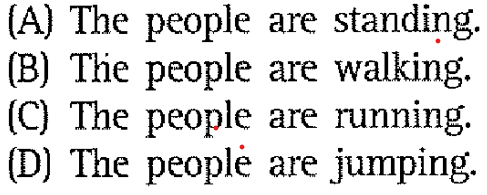 (A) The people are standing.
(B) The people are walking.
(C) The people are running.
(D) The people are jumping.